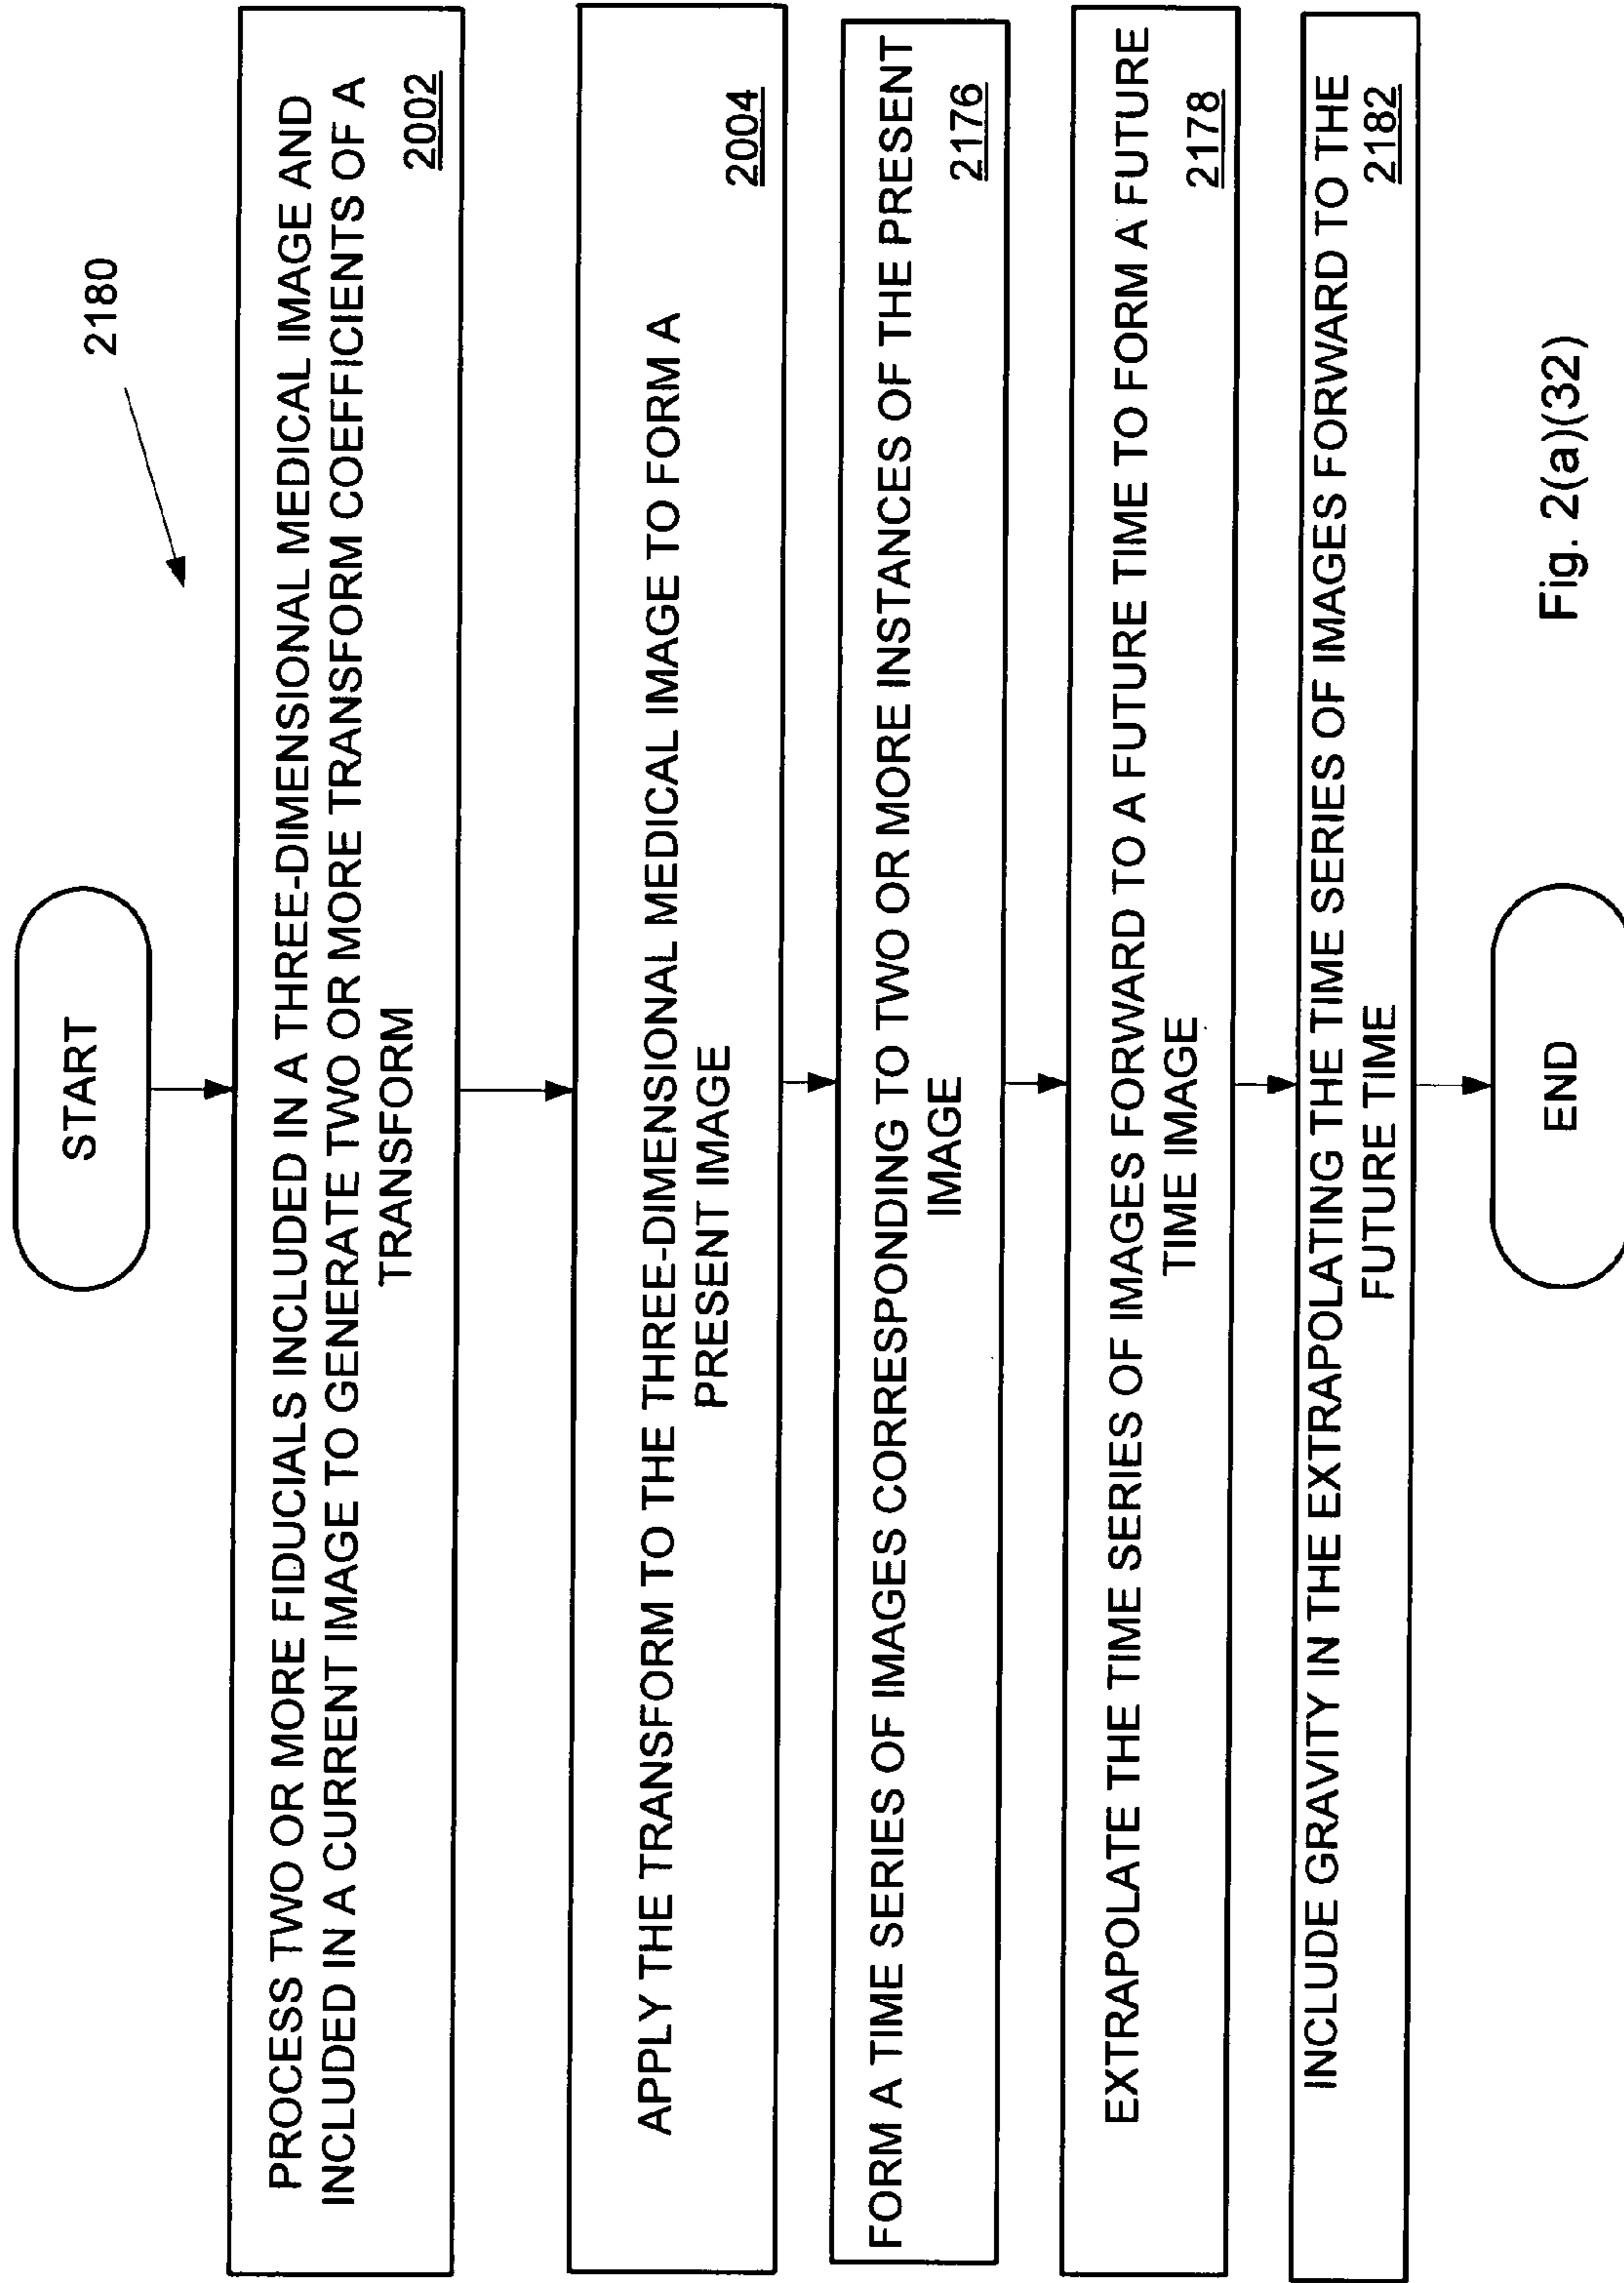 2180
START
PROCESS TWO OR MORE FIDUCIALS INCLUDED IN A THREE-DIMENSIONAL MEDICAL IMAGE AND
INCLUDED IN A CURRENT IMAGE TO GENERATE TWO OR MORE TRANSFORM COEFFICIENTS OF A
TRANSFORM
2002
APPLY THE TRANSFORM TO THE THREE-DIMENSIONAL MEDICAL IMAGE TO FORM A
PRESENT IMAGE
2004
FORM A TIME SERIES OF IMAGES CORRESPONDING TO TWO OR MORE INSTANCES OF THE PRESENT
IMAGE
2176
EXTRAPOLATE THE TIME SERIES OF IMAGES FORWARD TO A FUTURE TIME TO FORM A FUTURE
TIME IMAGE
2178
INCLUDE GRAVITY IN THE EXTRAPOLATING THE TIME SERIES OF IMAGES FORWARD TO THE
FUTURE TIME
2182
END
Fig. 2(a)(32)